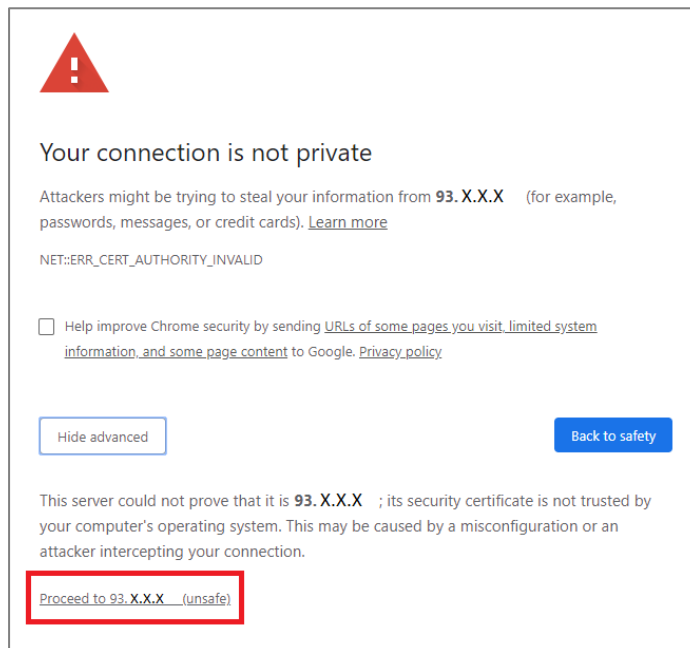 Your connection is not private
Attackers might be trying to steal your information from 93.X.X.X (for example,
passwords, messages, or credit cards). Learn more
NET::ERR_CERT_AUTHORITY_INVALID
Help improve Chrome security by sending URLs of some pages you visit, limited system
information, and some page content to Google. Privacy policy
Hide advanced
Back to safety
This server could not prove that it is 93.X.X.X ; its security certificate is not trusted by
your computer's operating system. This may be caused by a misconfiguration or an
attacker intercepting your connection.
Proceed to 93.X.X.X (unsafe)